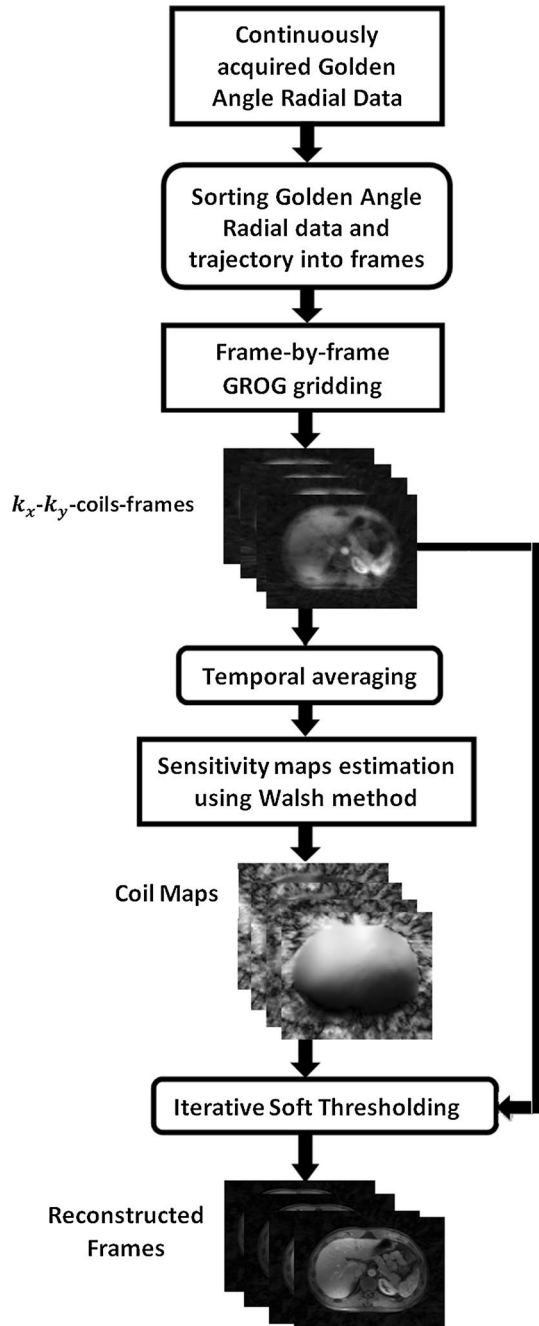 Continuously
acquired Golden
Angle Radial Data
Sorting Golden Angle
Radial data and
trajectory into frames
Frame-by-frame
GROG gridding
kx-ky-coils-frames
Temporal averaging
Sensitivity maps estimation
using Walsh method
Coil Maps
Iterative Soft Thresholding
Reconstructed
Frames